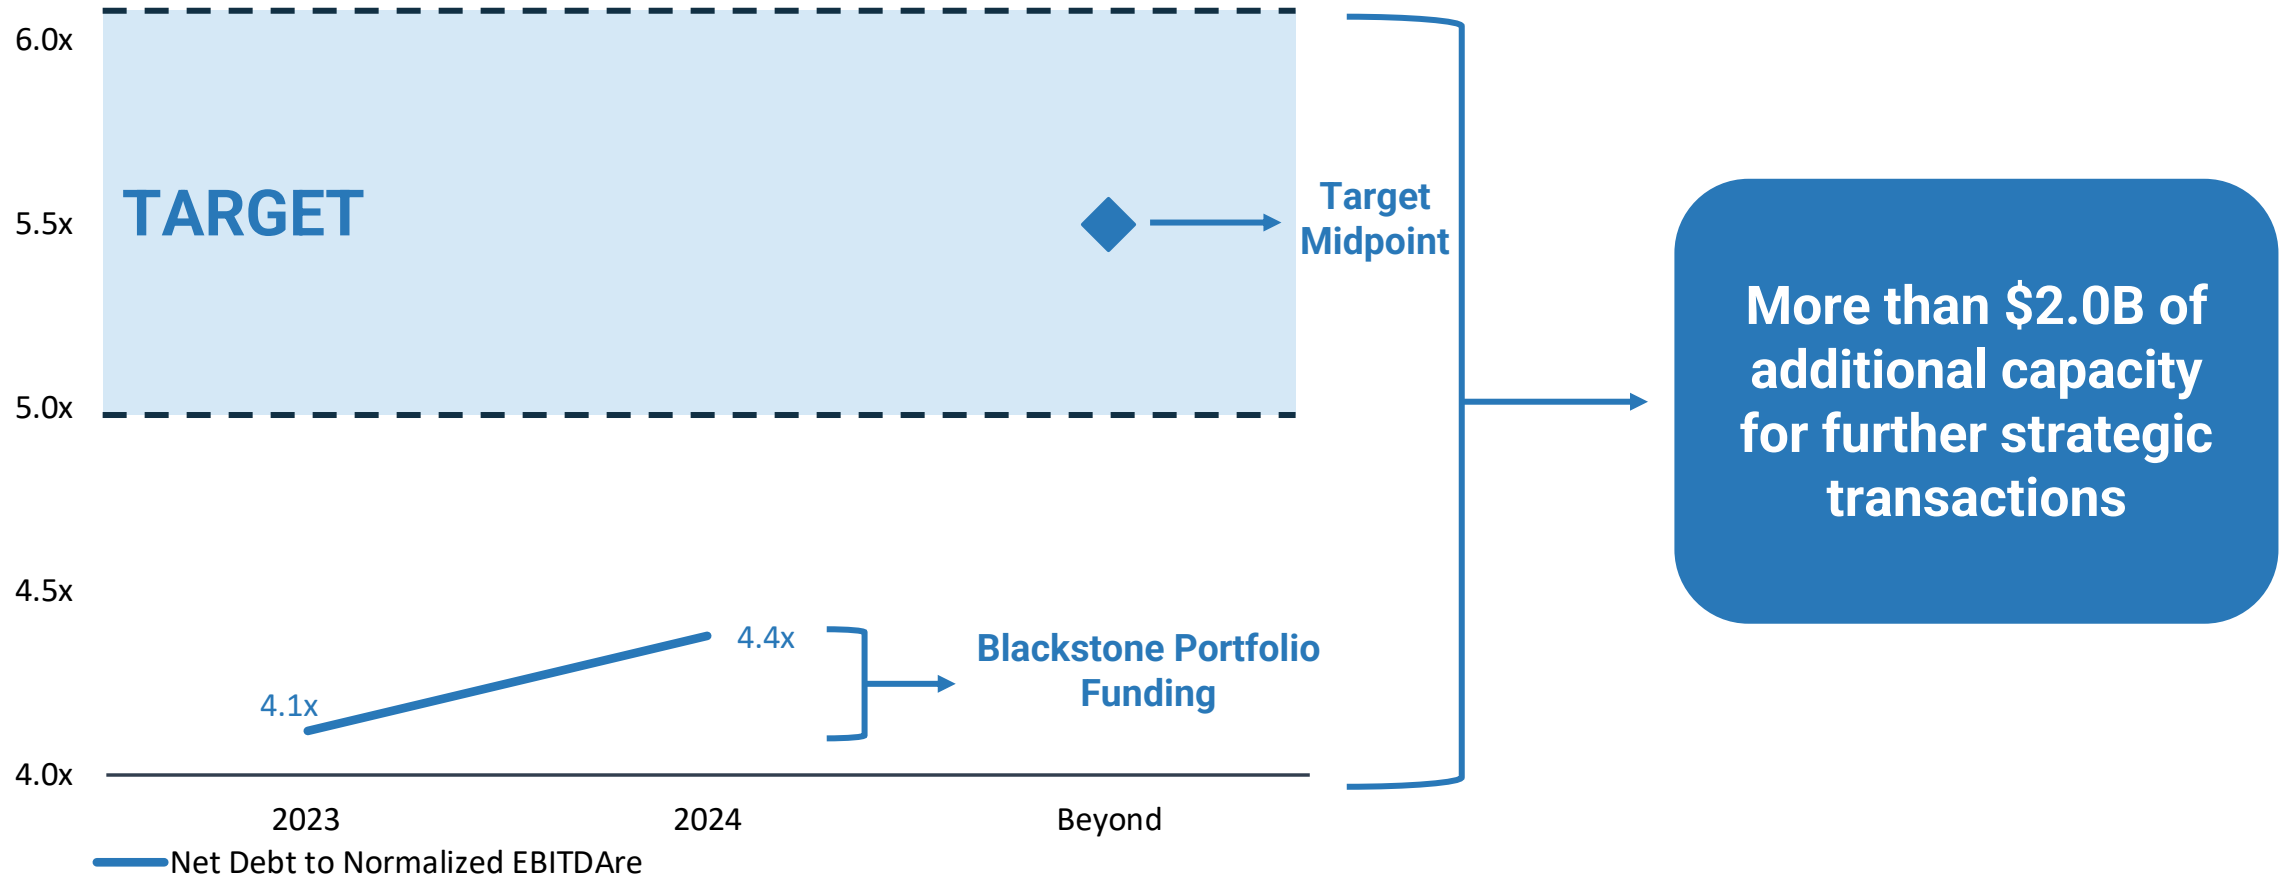 6.0x
5.5x
5.0x
4.5x
4.0x
TARGET
Target
Midpoint
4.1x
4.4x
Blackstone Portfolio
Funding
2023
2024
Beyond
Net Debt to Normalized EBITDAre
More than $2.0B of
additional capacity
for further strategic
transactions